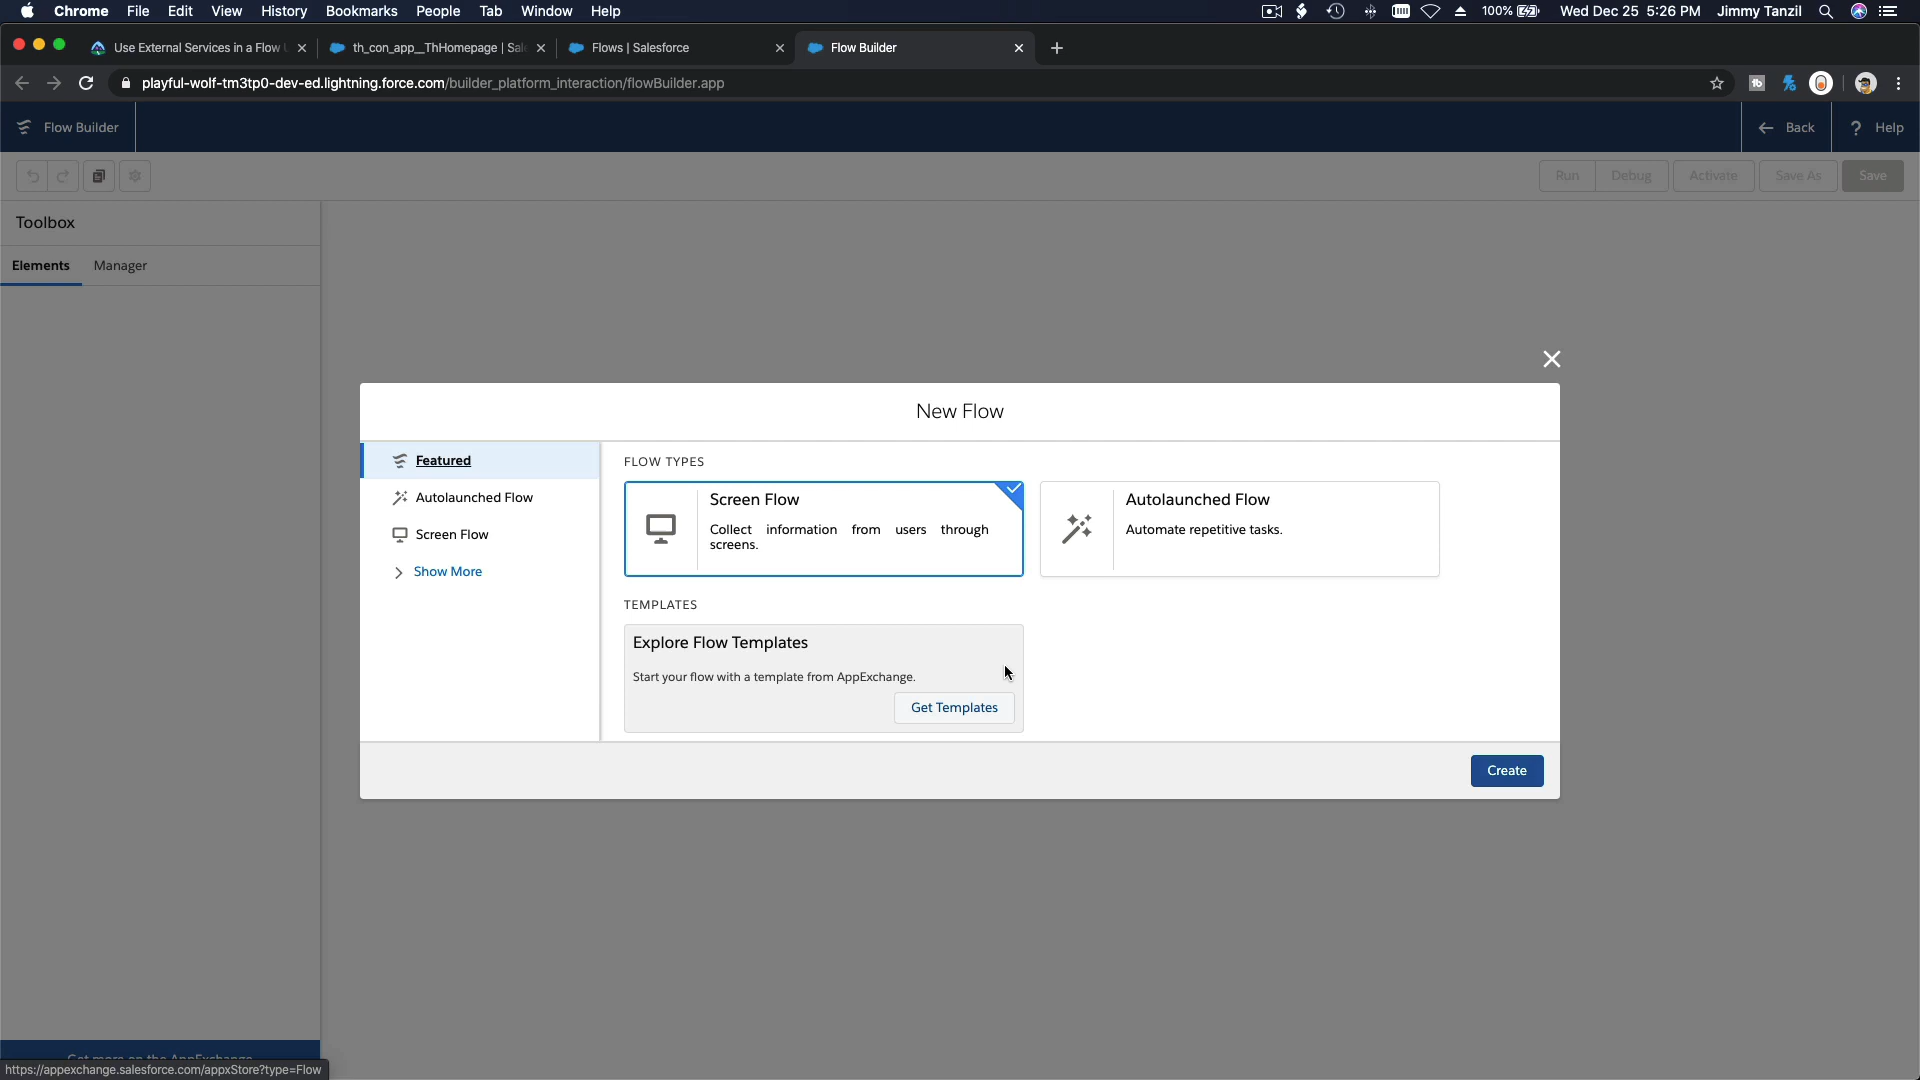 Chrome File Edit View History Bookmarks People Tab Window Help 100% Wed Dec 25 5:26 PM Jimmy Tanzil
Use External Services in a Flow th_con_app__ThHomepage | Sal Flows | Salesforce Flow Builder
playful-wolf-tm3tp0-dev-ed.lightning.force.com/builder_platform_interaction/flowBuilder.app
Flow Builder Back ? Help
Run Debug Activate Save As Save
Toolbox
Elements Manager
New Flow
Featured
Autolaunched Flow
Screen Flow
Show More
FLOW TYPES
Screen Flow
Collect information from users through
screens.
Autolaunched Flow
Automate repetitive tasks.
TEMPLATES
Explore Flow Templates
Start your flow with a template from AppExchange.
Get Templates
Create
Get more on the AppExchange
https://appexchange.salesforce.com/appxStore?type=Flow